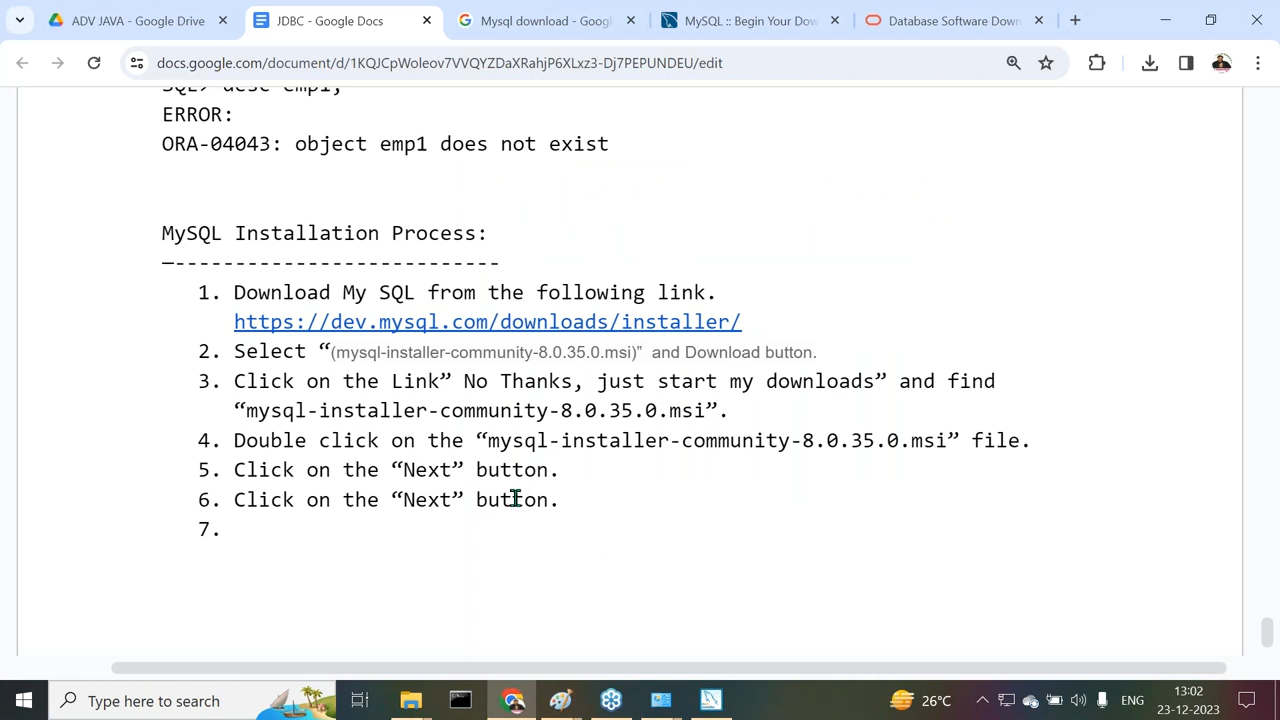 ADV JAVA - Google Drive
JDBC - Google Docs
Mysql download - Googl
MySQL :: Begin Your Dow
Database Software Down
docs.google.com/document/d/1KQJCpWoleov7VVQYZDaXRahjP6XLxz3-Dj7PEPUNDEU/edit
SQL> desc emp1;
ERROR:
ORA-04043: object emp1 does not exist
MySQL Installation Process:
—---------------------------
1. Download My SQL from the following link.
https://dev.mysql.com/downloads/installer/
2. Select “(mysql-installer-community-8.0.35.0.msi)” and Download button.
3. Click on the Link” No Thanks, just start my downloads” and find
“mysql-installer-community-8.0.35.0.msi”.
4. Double click on the “mysql-installer-community-8.0.35.0.msi” file.
5. Click on the “Next” button.
6. Click on the “Next” button.
7.
Type here to search
26°C
ENG
13:02
23-12-2023